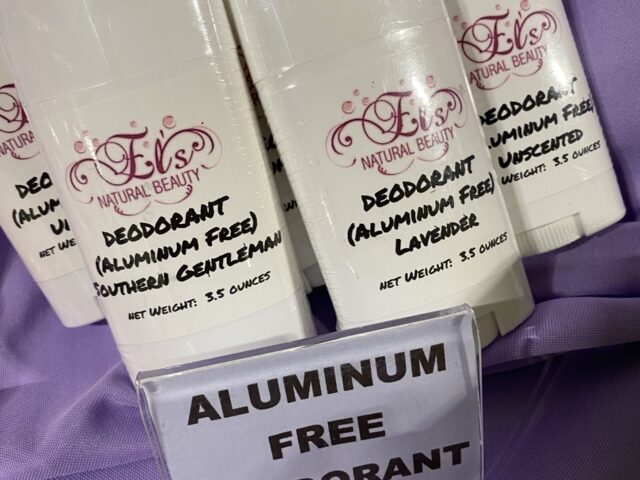 El's
NATURAL BEAUTY
DEODORANT
(ALUMINUM FREE)
SOUTHERN GENTLEMAN
NET WEIGHT: 3.5 OUNCES
El's
NATURAL BEAUTY
DEODORANT
(ALUMINUM FREE)
LAVENDER
NET WEIGHT: 3.5 OUNCES
El's
NATURAL BEAUTY
DEODORANT
ALUMINUM FREE)
UNSCENTED
WEIGHT: 3.5 OUNCES
ALUMINUM
FREE
DEODORANT